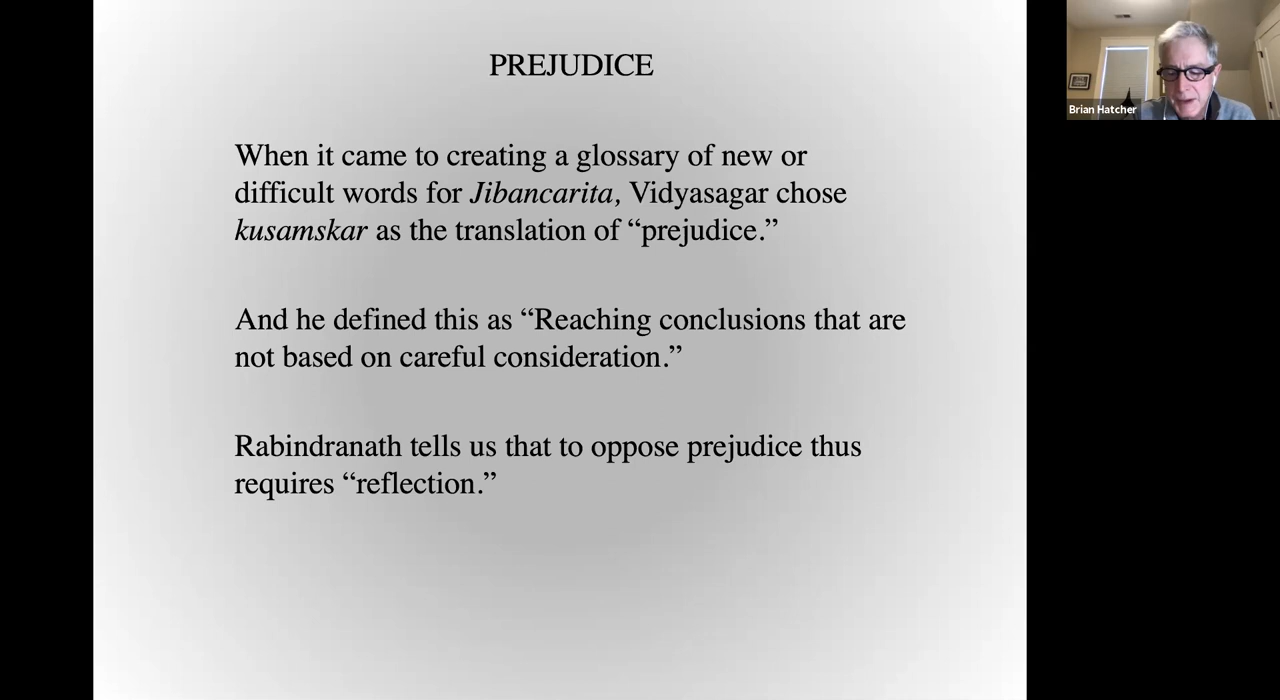 PREJUDICE
When it came to creating a glossary of new or
difficult words for Jibancarita, Vidyasagar chose
kusamskar as the translation of “prejudice.”
And he defined this as “Reaching conclusions that are
not based on careful consideration.”
Rabindranath tells us that to oppose prejudice thus
requires “reflection.”
Brian Hatcher